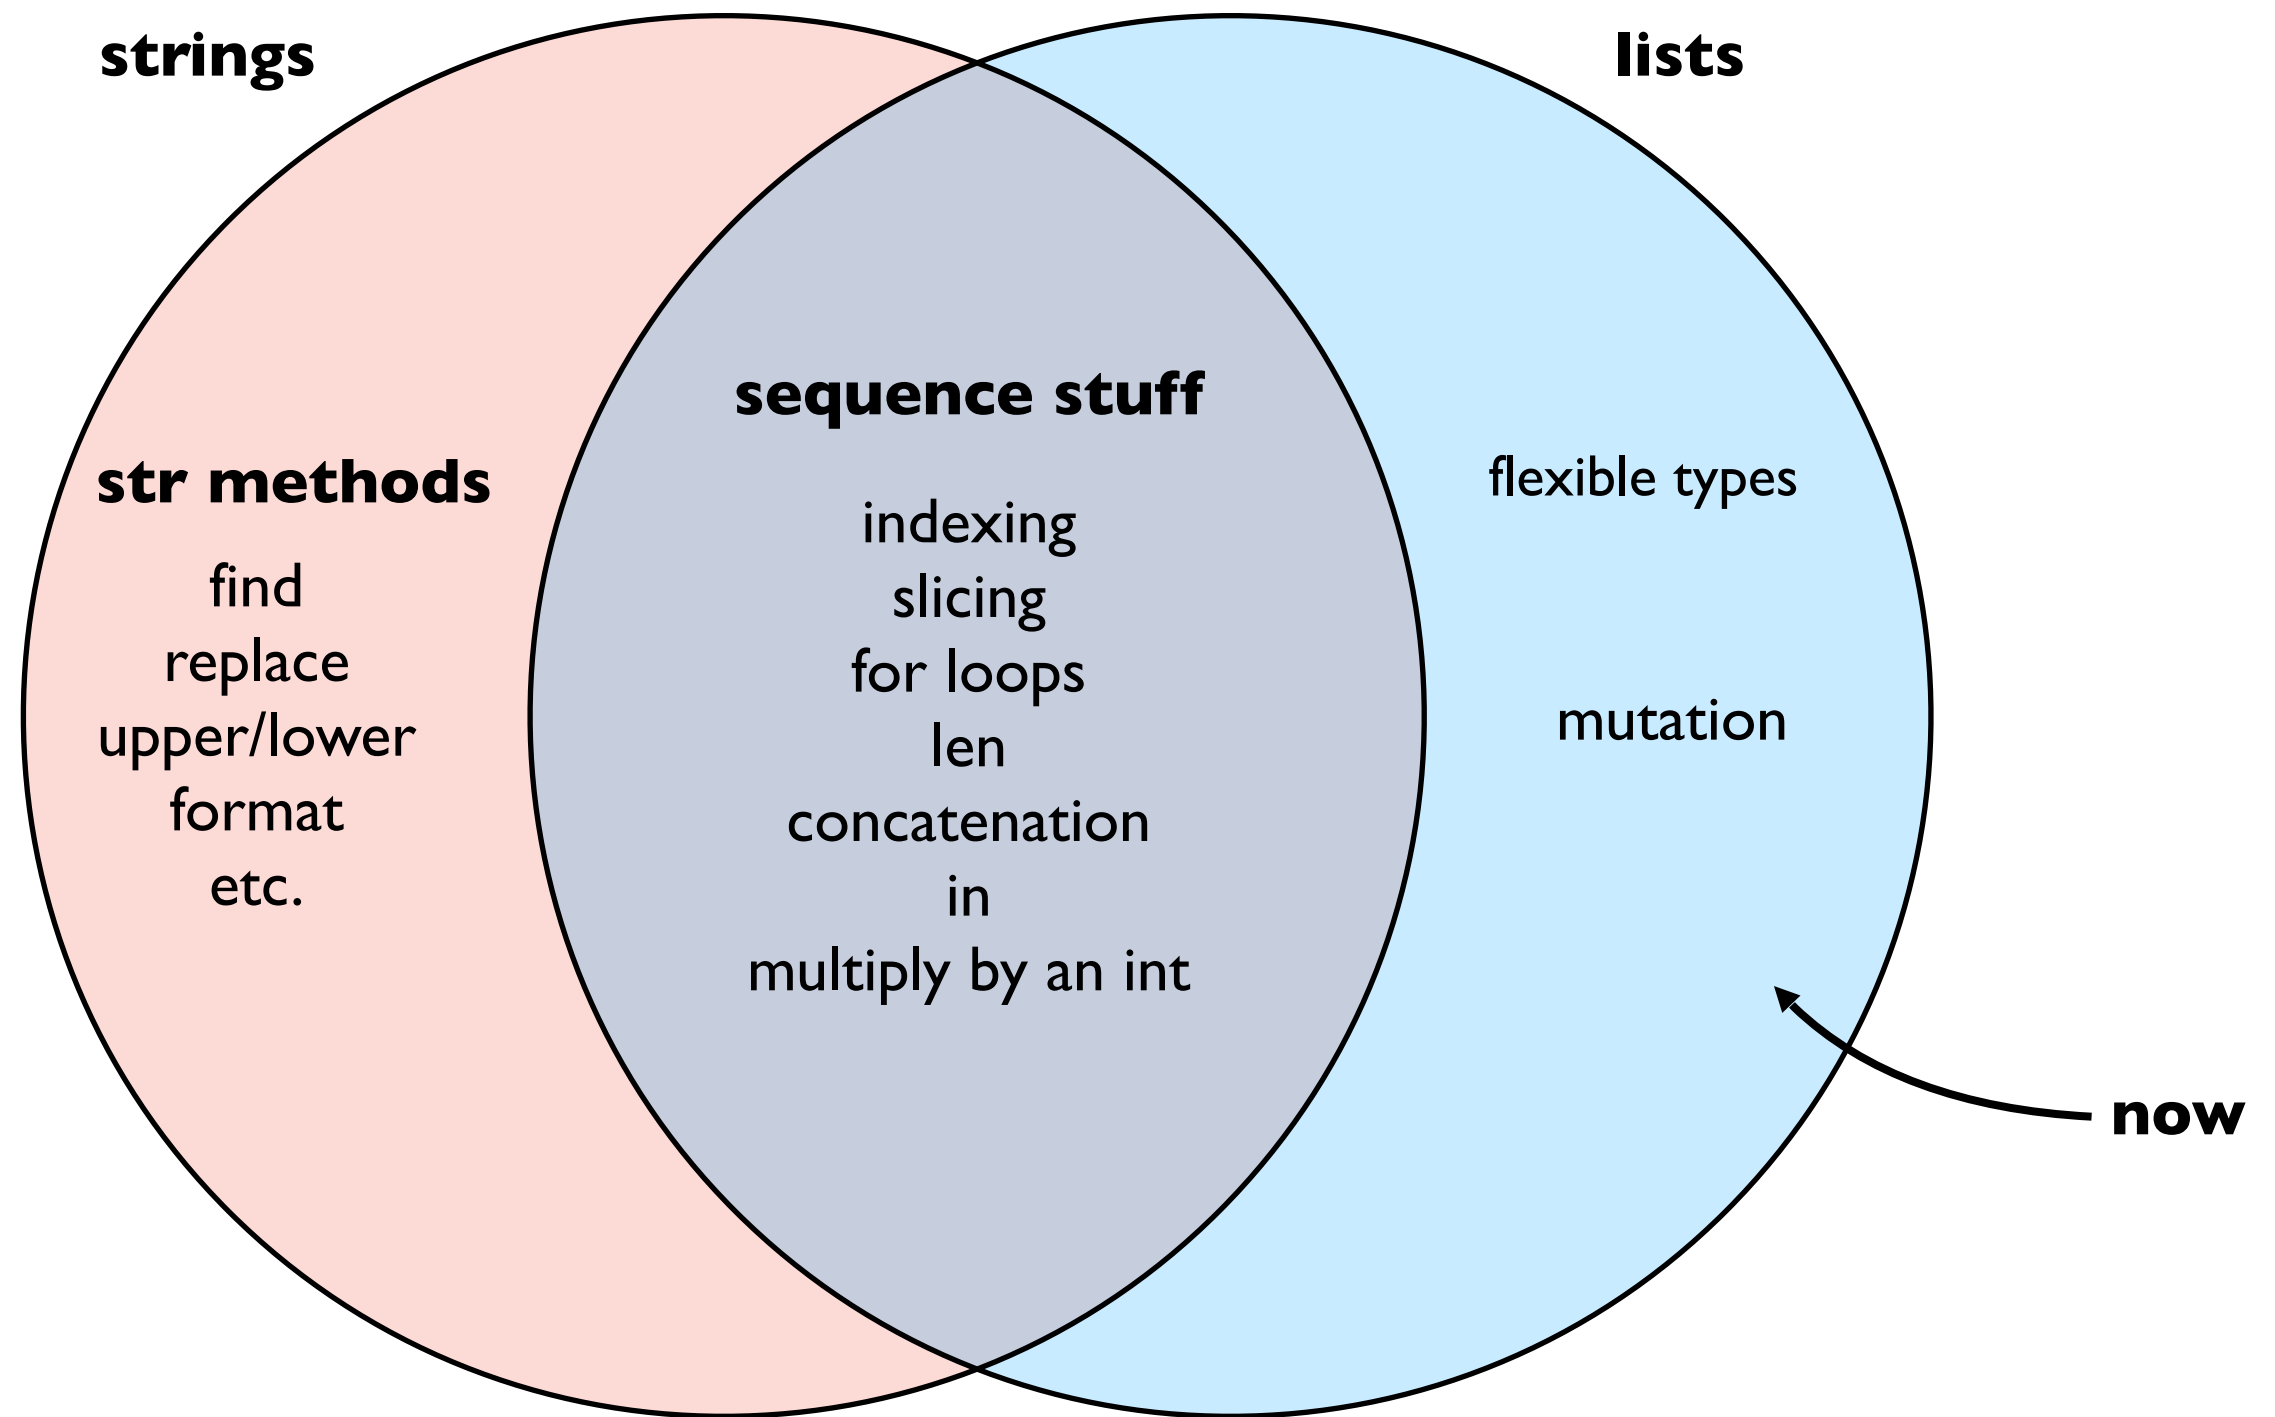 strings
lists
str methods
find
replace
upper/lower
format
etc.
sequence stuff
indexing
slicing
for loops
len
concatenation
in
multiply by an int
flexible types
mutation
now